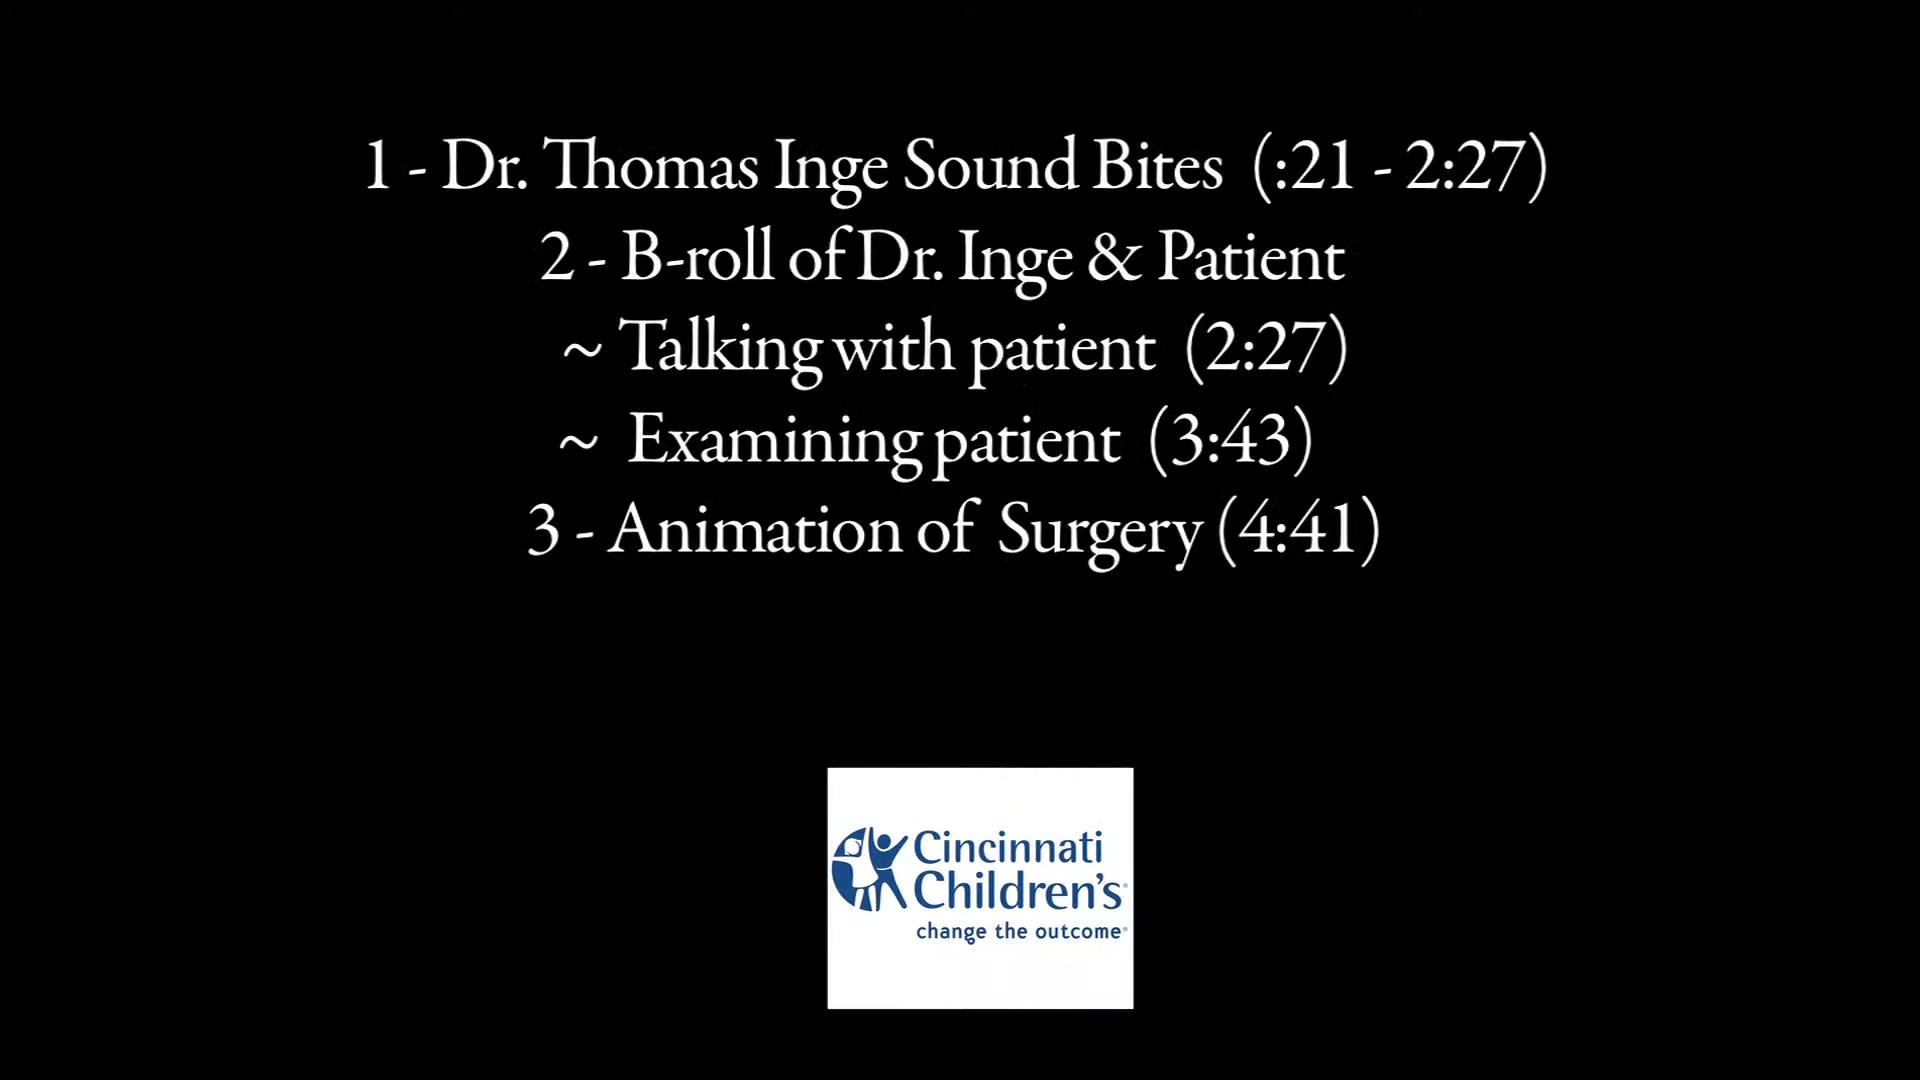 1 - Dr. Thomas Inge Sound Bites (:21 - 2:27)
2 - B-roll of Dr. Inge & Patient
~ Talking with patient (2:27)
~ Examining patient (3:43)
3 - Animation of Surgery (4:41)
Cincinnati
Children's®
change the outcome®